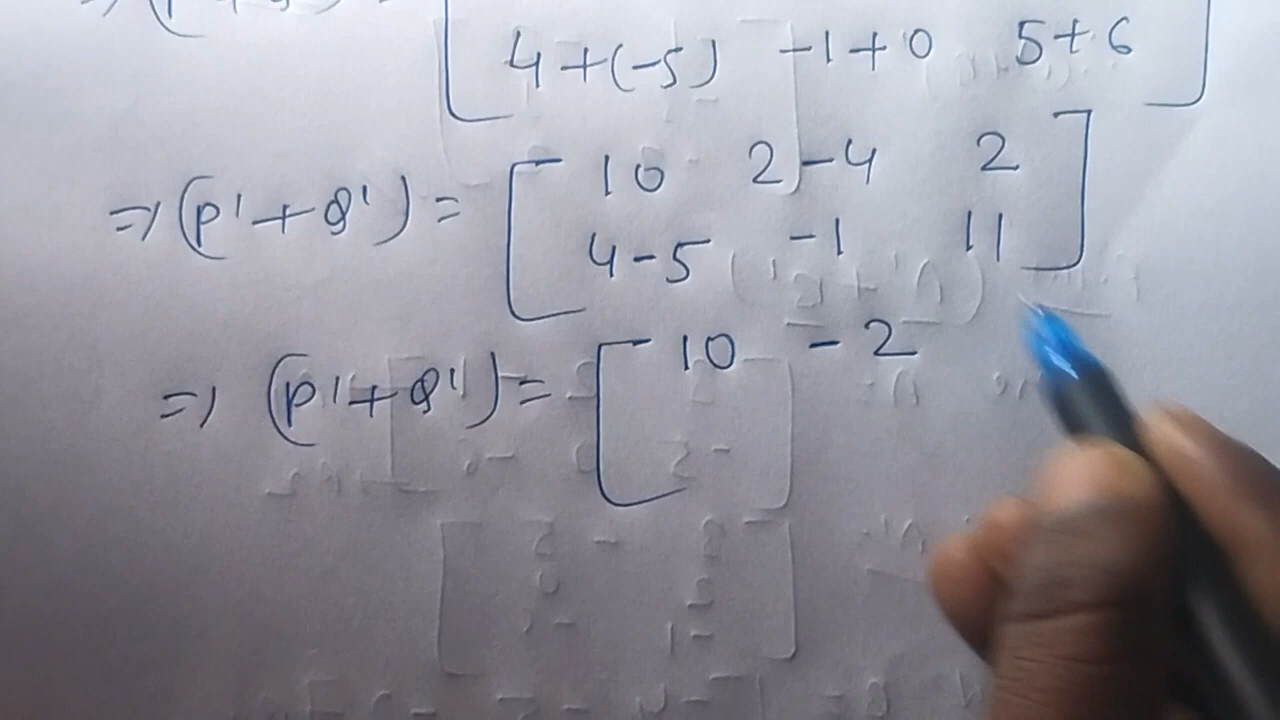 4+(-5) -1+0 5+6
⇒(P'+Q') = [ 10 2-4 2
4-5 -1 11 ]
⇒ (P'+Q') = [ 10 -2